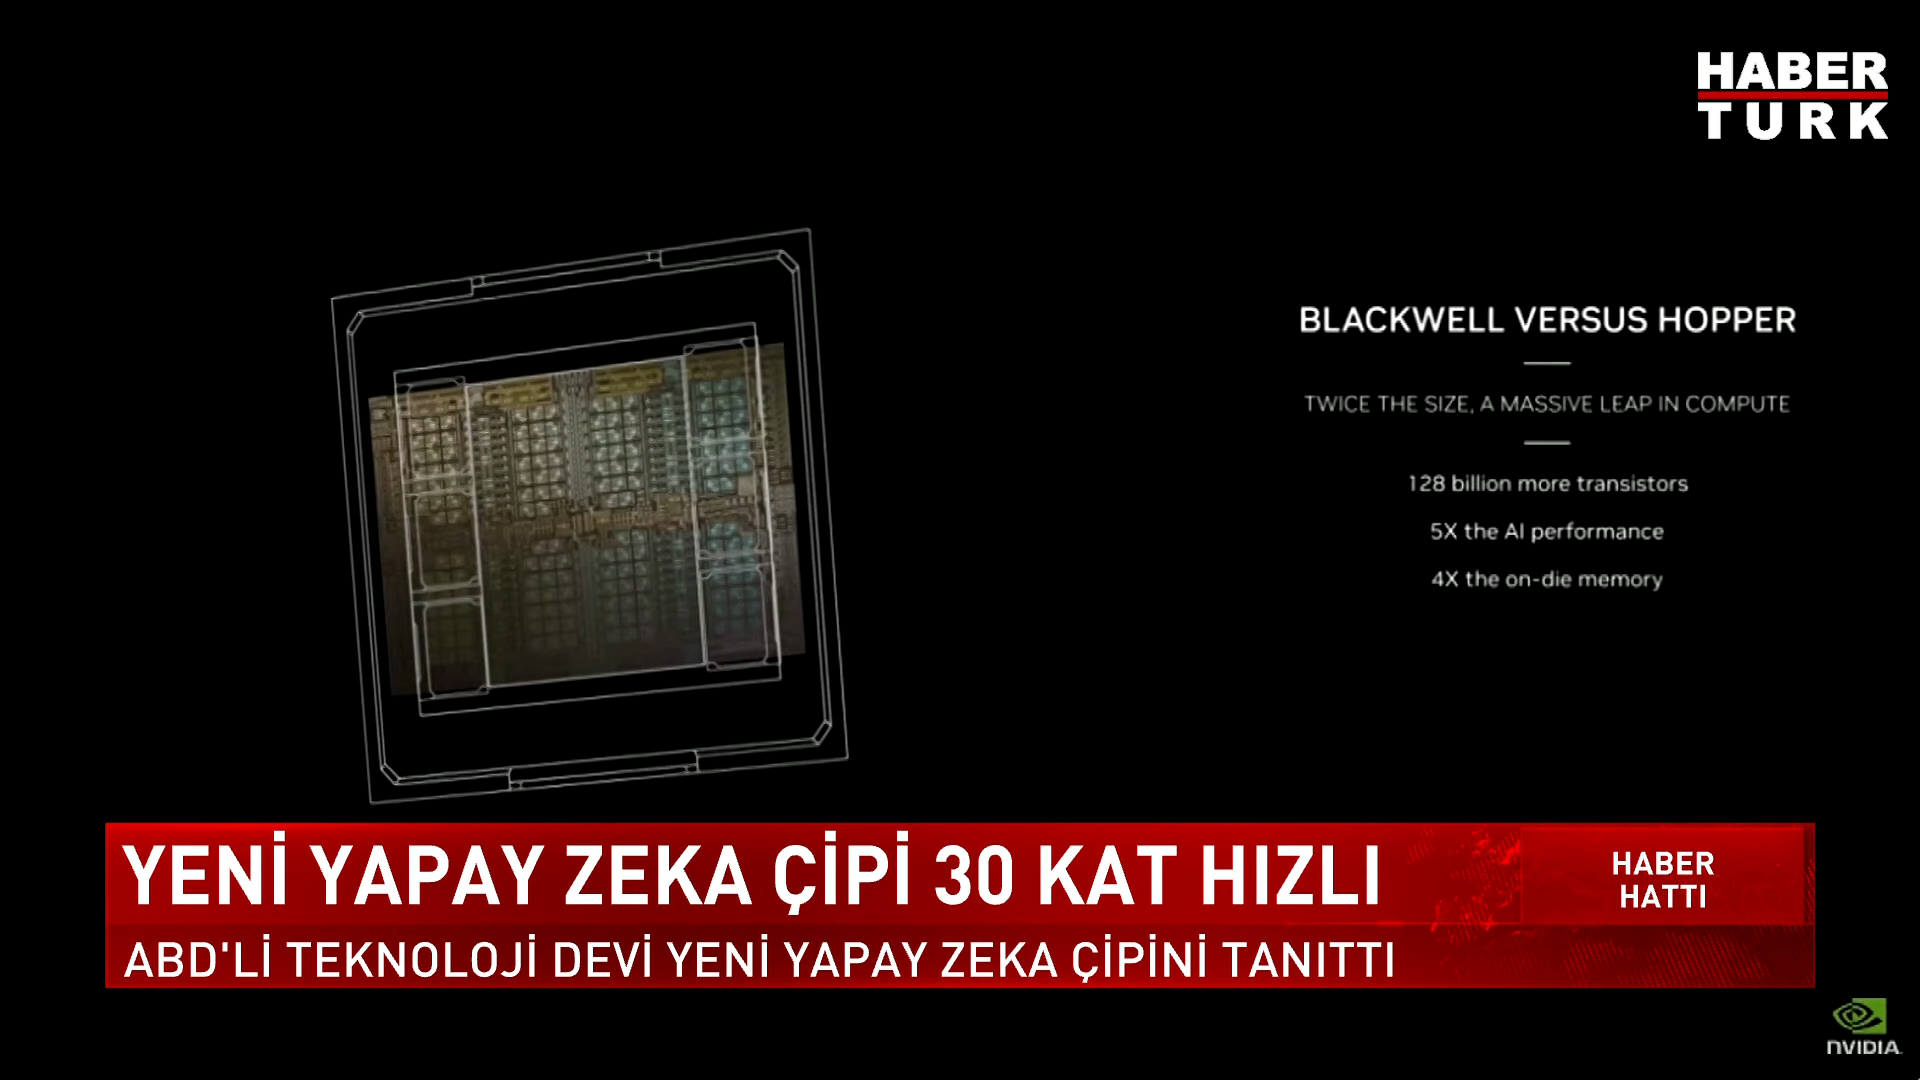 HABER
TURK
BLACKWELL VERSUS HOPPER
TWICE THE SIZE, A MASSIVE LEAP IN COMPUTE
128 billion more transistors
5X the AI performance
4X the on-die memory
YENİ YAPAY ZEKA ÇİPİ 30 KAT HIZLI
HABER
HATTI
ABD'Lİ TEKNOLOJİ DEVİ YENİ YAPAY ZEKA ÇİPİNİ TANITTI
NVIDIA.